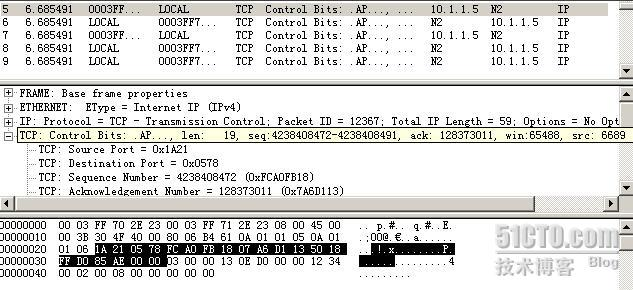 5 6.685491 0003FF... LOCAL TCP Control Bits: .AP..., ... 10.1.1.5 N2 IP
6 6.685491 LOCAL 0003FF... TCP Control Bits: .AP..., ... N2 10.1.1.5 IP
7 6.685491 0003FF... LOCAL TCP Control Bits: .AP..., ... 10.1.1.5 N2 IP
8 6.685491 LOCAL 0003FF... TCP Control Bits: .AP..., ... N2 10.1.1.5 IP
9 6.685491 0003FF... LOCAL TCP Control Bits: .AP..., ... 10.1.1.5 N2 IP
FRAME: Base frame properties
ETHERNET: EType = Internet IP (IPv4)
IP: Protocol = TCP - Transmission Control; Packet ID = 12367; Total IP Length = 59; Options = No Opt
TCP: Control Bits: .AP..., len: 19, seq:4238408472-4238408491, ack: 128373011, win:65488, src: 6689
TCP: Source Port = 0x1A21
TCP: Destination Port = 0x0578
TCP: Sequence Number = 4238408472 (0xFCA0FB18)
TCP: Acknowledgement Number = 128373011 (0x7A6D113)
00000000 00 03 FF 70 2E 23 00 03 FF 71 2E 23 08 00 45 00 .. p.#.. q.#..E.
00000010 00 3B 30 4F 40 00 80 06 B4 61 0A 01 01 05 0A 01 .;0O@.€..a......
00000020 01 06 1A 21 05 78 FC A0 FB 18 07 A6 D1 13 50 18 ...!.x........P.
00000030 FF D0 85 AE 00 00 03 00 00 13 0E D0 00 00 12 34
00000040 00 02 00 08 00 00 00 00 00
51CTO.com
技术博客 Blog